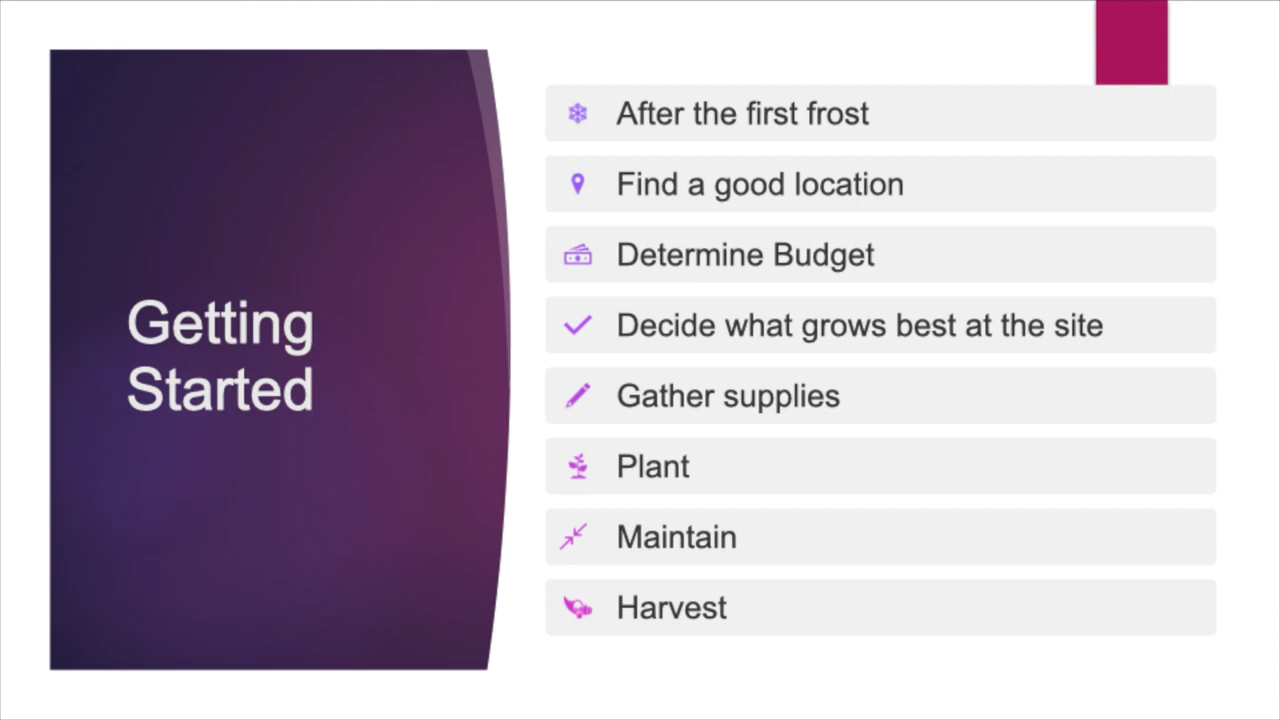 Getting
Started
After the first frost
Find a good location
Determine Budget
Decide what grows best at the site
Gather supplies
Plant
Maintain
Harvest